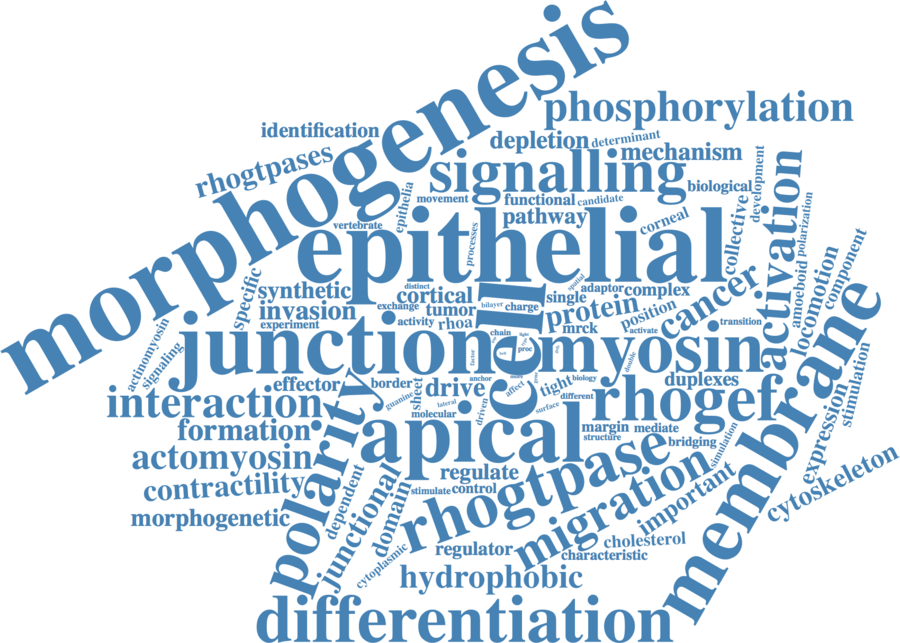 morphogenesis
phosphorylation
identification
depletion
determinant
mechanism
rhogtpases
signalling
biological
development
epithelia
movement
functional
candidate
vertebrate
pathway
corneal
processes
epithelial
collective
activation
polarization
specific
synthetic
distinct
cortical
spatial
adaptor
complex
single
amoeboid
locomotion
component
invasion
exchange
tumor
bilayer
charge
protein
position
cancer
experiment
activity
rhoa
mrck
activate
transition
actinomyosin
signaling
junction
cell
chain
light
proc
factor
myosin
double
membrane
interaction
effector
border
drive
anchor
affect
tight
biology
duplexes
guanine
sheet
lateral
molecular
driven
surface
different
rhogef
formation
polarity
apical
margin
mediate
structure
bridging
simulation
expression
stimulation
actomyosin
regulate
rhogtpase
contractility
dependent
junctional
domain
stimulate
control
migration
important
cytoskeleton
morphogenetic
cytoplasmic
regulator
cholesterol
characteristic
hydrophobic
differentiation